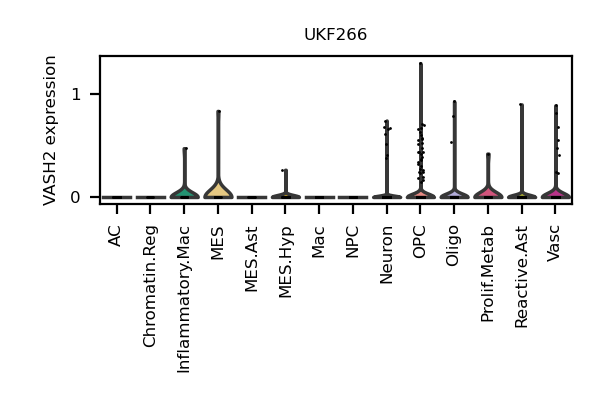 UKF266
VASH2 expression
1
0
AC
Chromatin.Reg
Inflammatory.Mac
MES
MES.Ast
MES.Hyp
Mac
NPC
Neuron
OPC
Oligo
Prolif.Metab
Reactive.Ast
Vasc